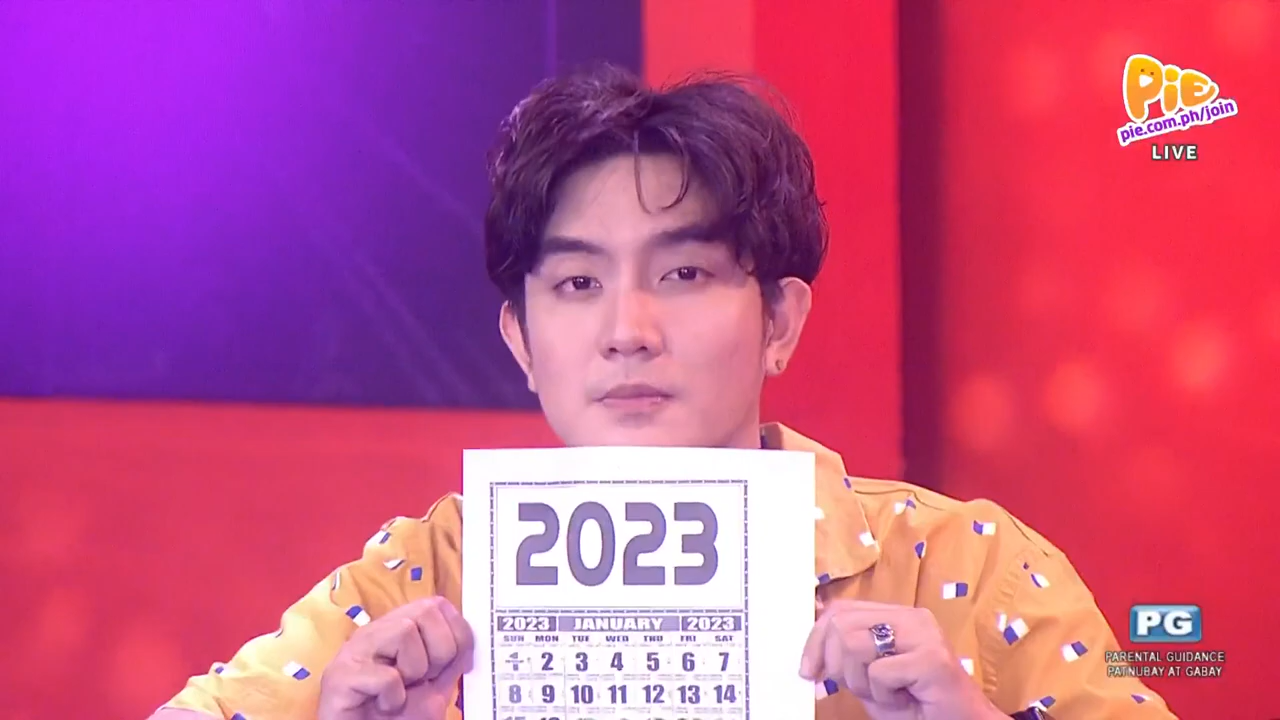 PiE
pie.com.ph/join
LIVE
2023
2023 JANUARY 2023
SUN MON TUE WED THU FRI SAT
1 2 3 4 5 6 7
8 9 10 11 12 13 14
PG
PARENTAL GUIDANCE
PATNUBAY AT GABAY